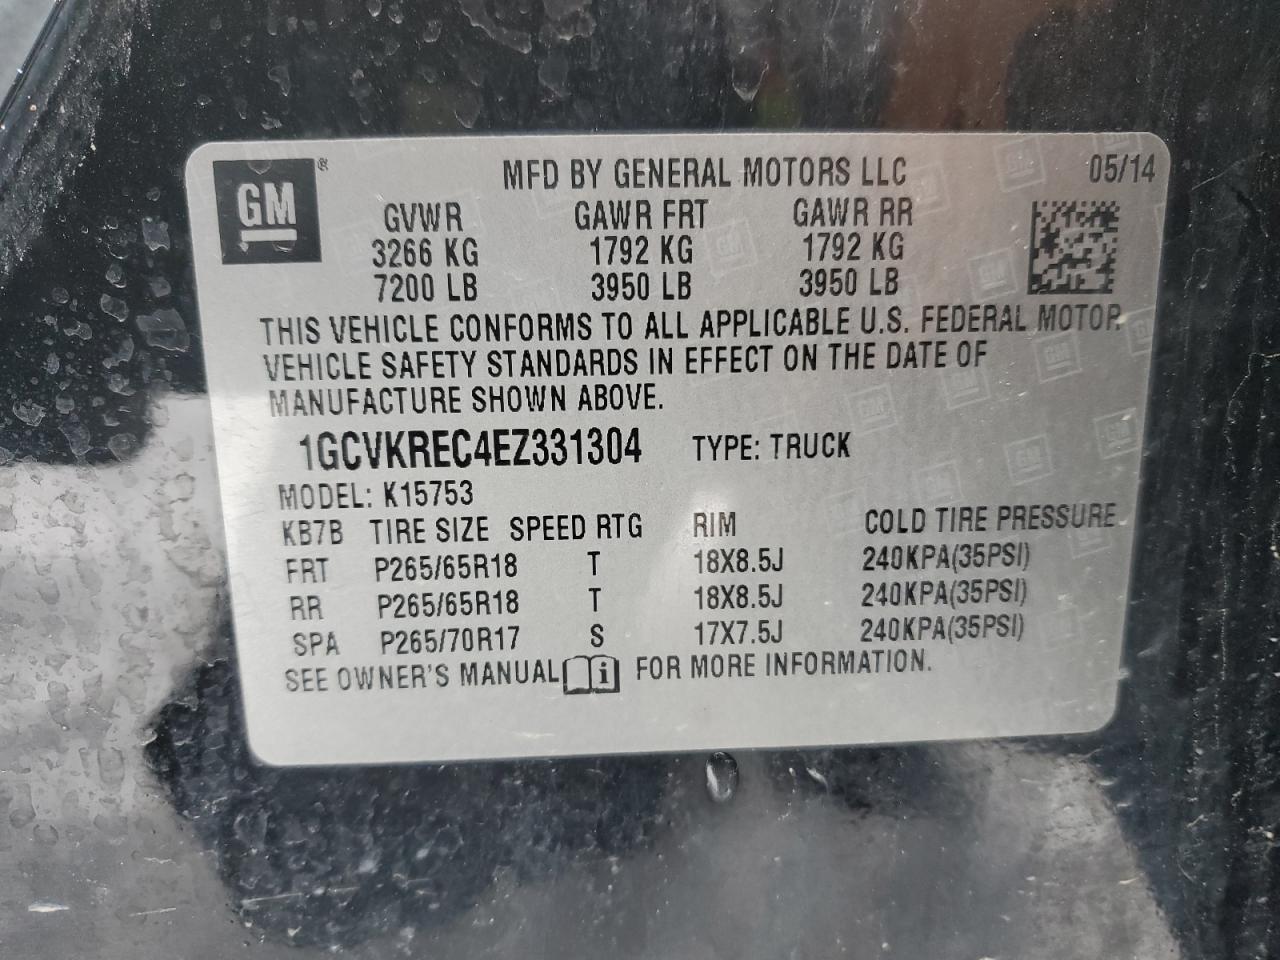 GM ® MFD BY GENERAL MOTORS LLC 05/14
GVWR GAWR FRT GAWR RR
3266 KG 1792 KG 1792 KG
7200 LB 3950 LB 3950 LB
THIS VEHICLE CONFORMS TO ALL APPLICABLE U.S. FEDERAL MOTOR
VEHICLE SAFETY STANDARDS IN EFFECT ON THE DATE OF
MANUFACTURE SHOWN ABOVE.
1GCVKREC4EZ331304 TYPE: TRUCK
MODEL: K15753
KB7B TIRE SIZE SPEED RTG RIM COLD TIRE PRESSURE
FRT P265/65R18 T 18X8.5J 240KPA(35PSI)
RR P265/65R18 T 18X8.5J 240KPA(35PSI)
SPA P265/70R17 S 17X7.5J 240KPA(35PSI)
SEE OWNER'S MANUAL i FOR MORE INFORMATION.